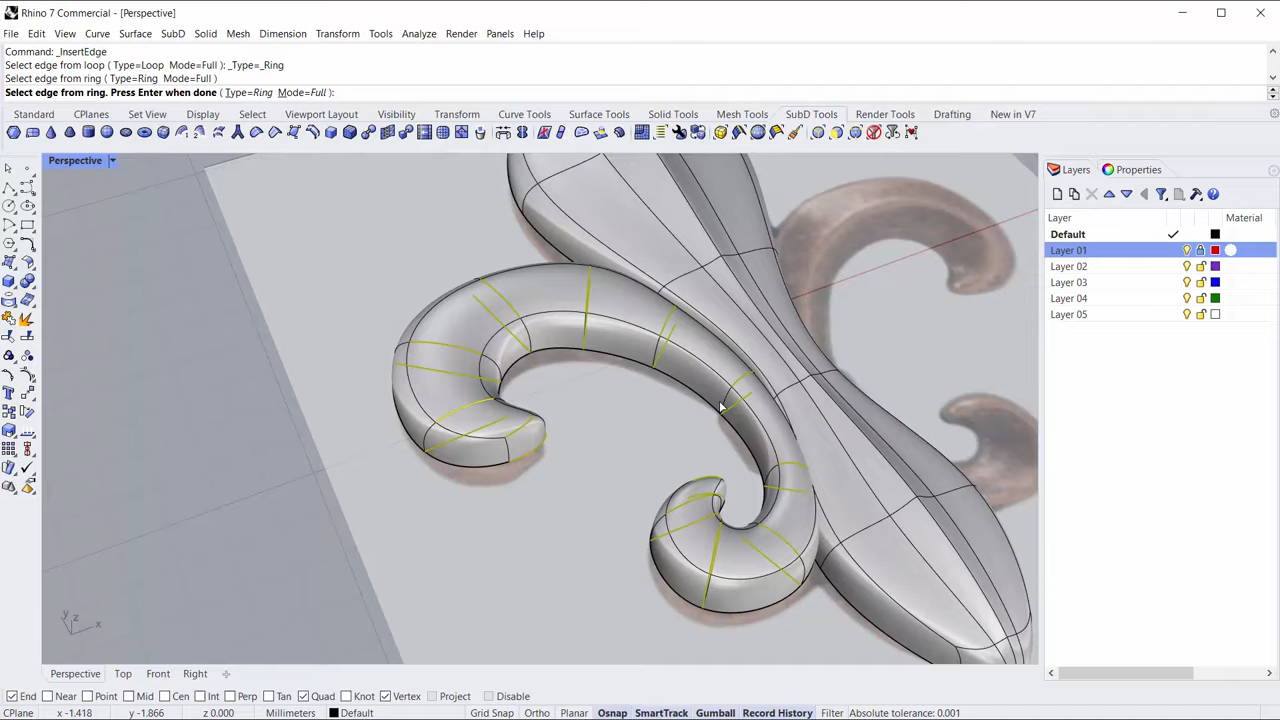 Rhino 7 Commercial - [Perspective]
File Edit View Curve Surface SubD Solid Mesh Dimension Transform Tools Analyze Render Panels Help
Command: _InsertEdge
Select edge from loop ( Type=Loop Mode=Full ): _Type=_Ring
Select edge from ring ( Type=Ring Mode=Full )
Select edge from ring. Press Enter when done ( Type=Ring Mode=Full ):
Standard CPlanes Set View Display Select Viewport Layout Visibility Transform Curve Tools Surface Tools Solid Tools Mesh Tools SubD Tools Render Tools Drafting New in V7
Perspective
Layers Properties
Layer Material
Default
Layer 01
Layer 02
Layer 03
Layer 04
Layer 05
y z x
Perspective Top Front Right
End Near Point Mid Cen Int Perp Tan Quad Knot Vertex Project Disable
CPlane x -1.418 y -1.866 z 0.000 Millimeters Default Grid Snap Ortho Planar Osnap SmartTrack Gumball Record History Filter Absolute tolerance: 0.001